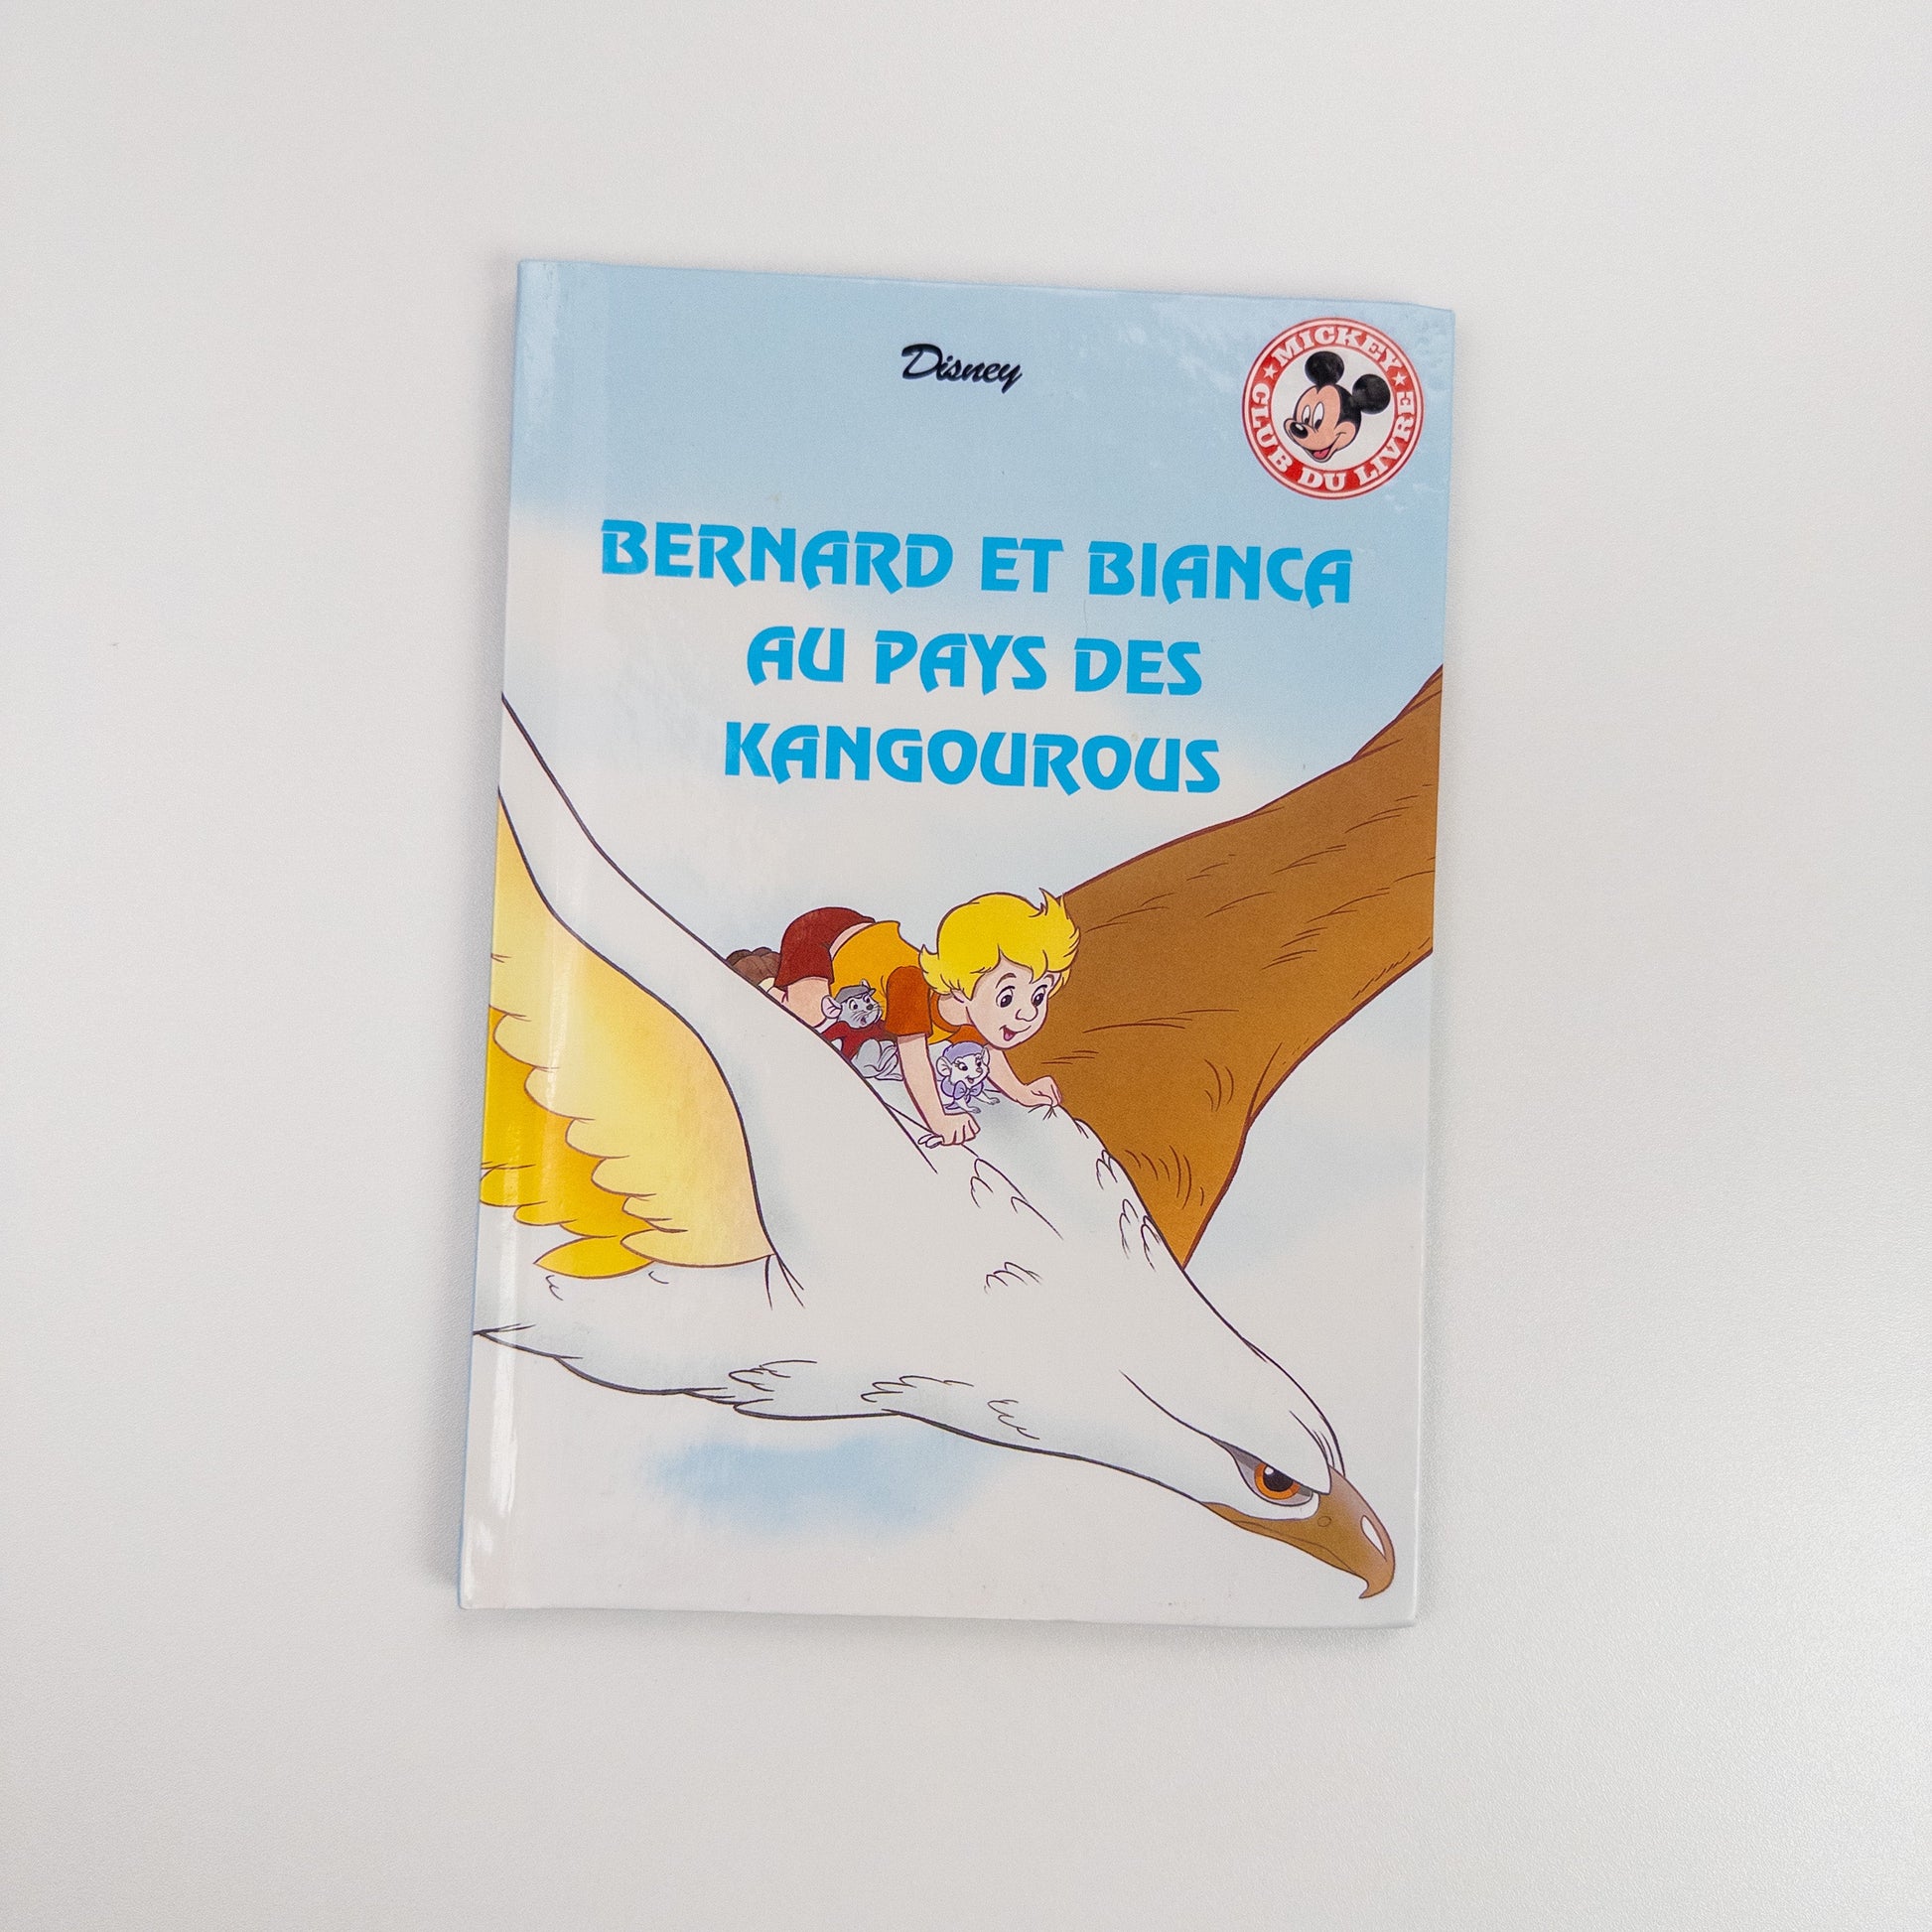 Disney
MICKEY
CLUB DU LIVRE
BERNARD ET BIANCA
AU PAYS DES
KANGOUROUS